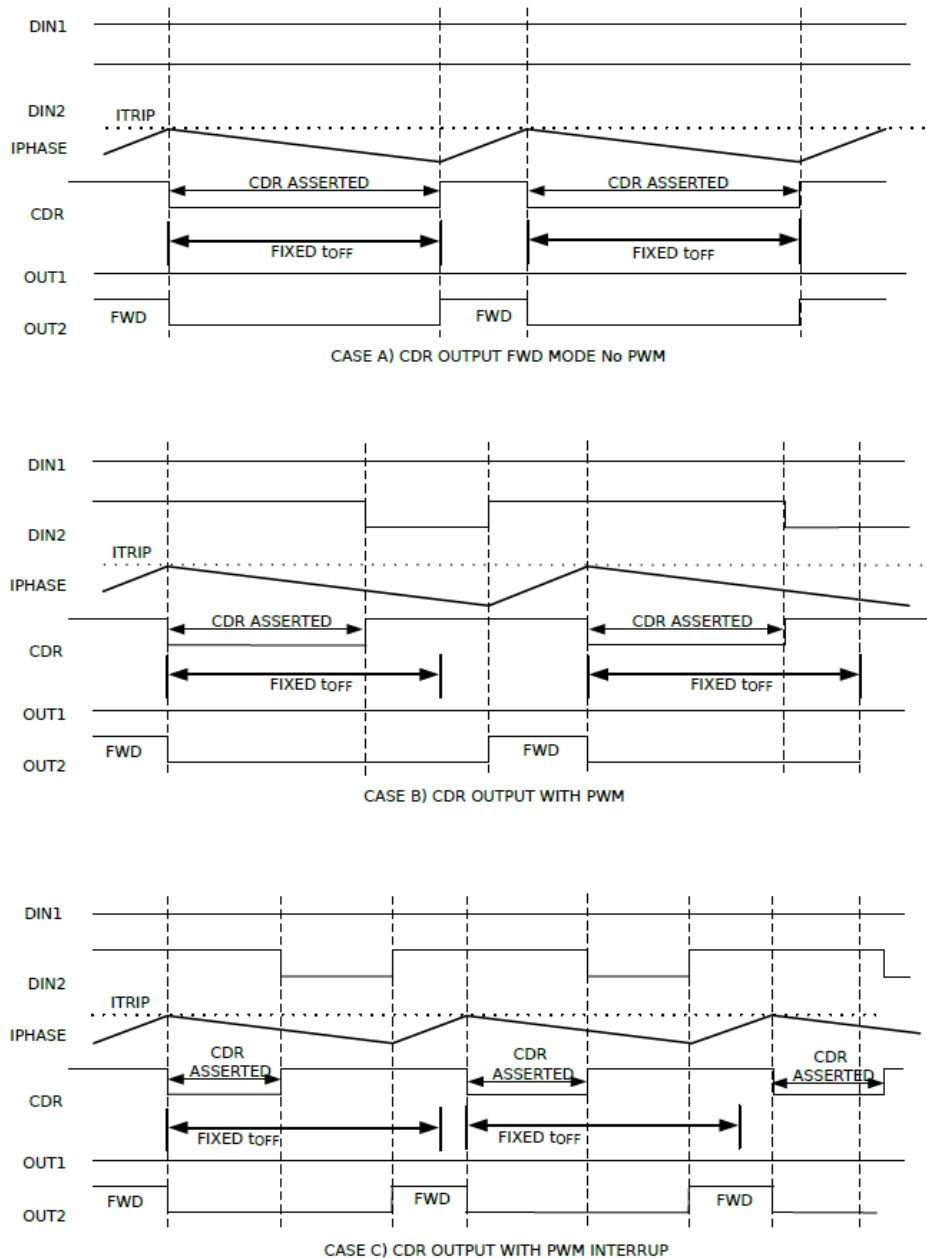 DIN1
DIN2
ITRIP
IPHASE
CDR ASSERTED
CDR ASSERTED
CDR
FIXED tOFF
FIXED tOFF
OUT1
FWD
FWD
OUT2
CASE A) CDR OUTPUT FWD MODE No PWM
DIN1
DIN2
ITRIP
IPHASE
CDR ASSERTED
CDR ASSERTED
CDR
FIXED tOFF
FIXED tOFF
OUT1
FWD
FWD
OUT2
CASE B) CDR OUTPUT WITH PWM
DIN1
DIN2
ITRIP
IPHASE
CDR
ASSERTED
CDR
ASSERTED
CDR
ASSERTED
CDR
FIXED tOFF
FIXED tOFF
OUT1
FWD
FWD
FWD
OUT2
CASE C) CDR OUTPUT WITH PWM INTERRUP